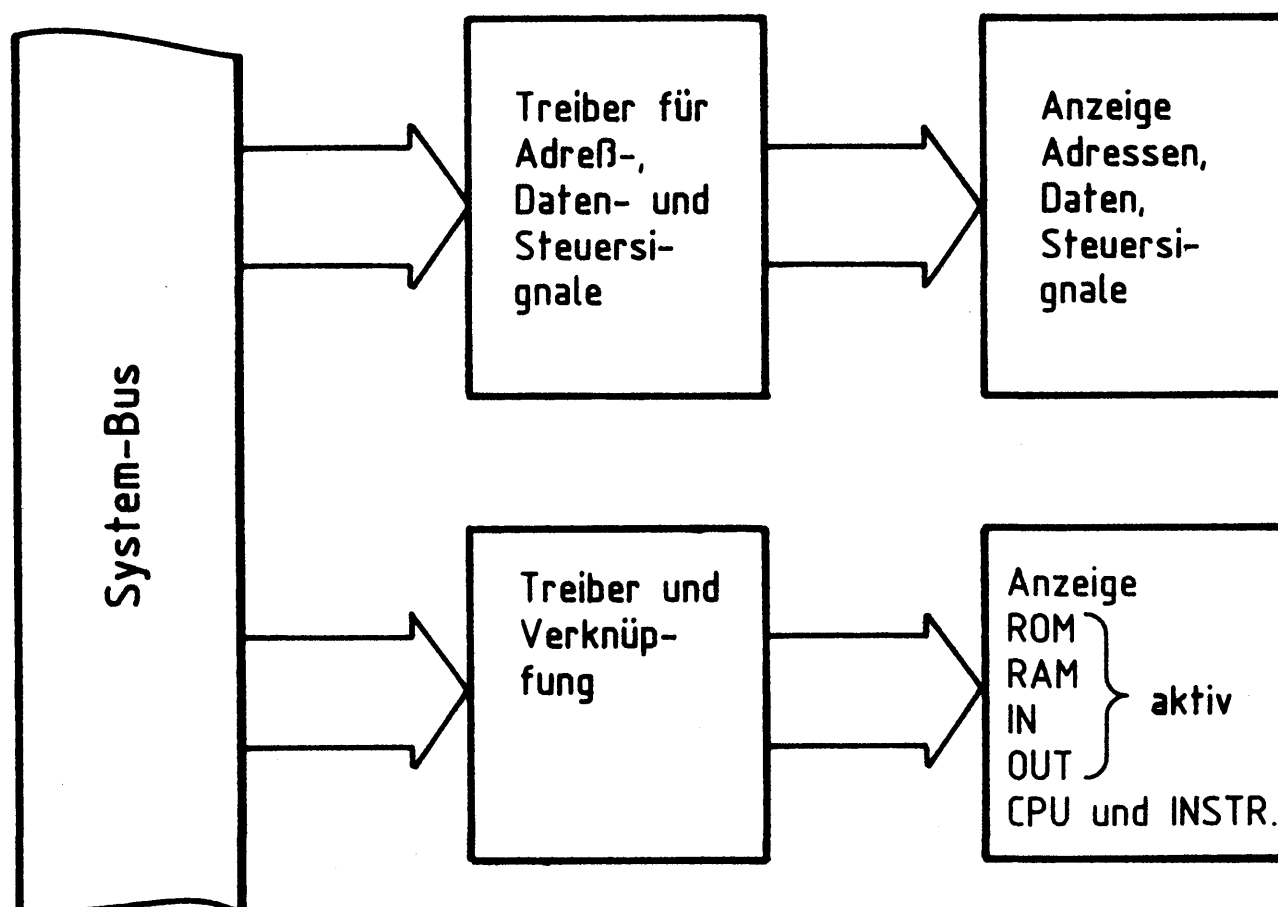 System-Bus
Treiber für
Adreß-,
Daten- und
Steuersi-
gnale
Anzeige
Adressen,
Daten,
Steuersi-
gnale
Treiber und
Verknüp-
fung
Anzeige
ROM
RAM
IN
OUT
aktiv
CPU und INSTR.